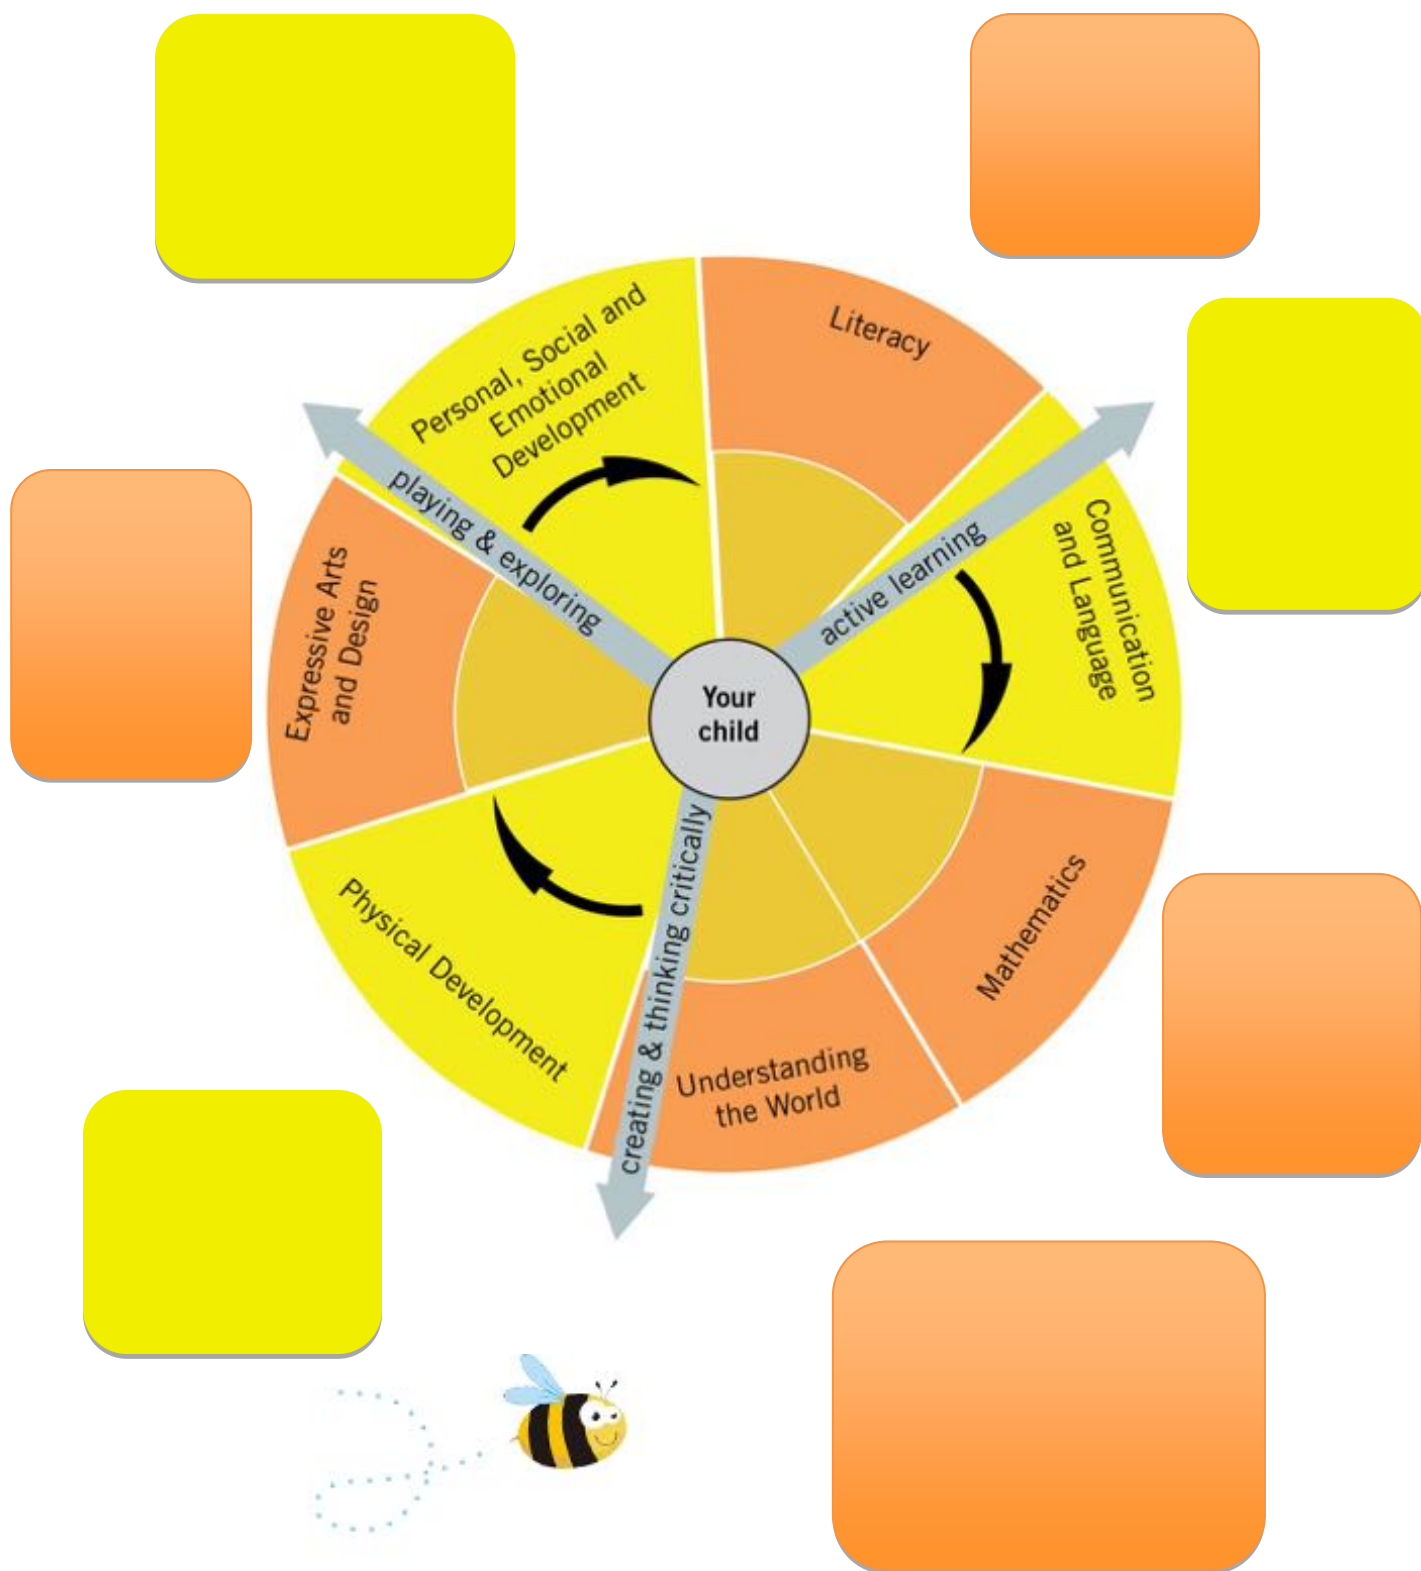 Personal, Social and
Emotional
Development
Literacy
playing & exploring
active learning
Communication
and Language
Expressive Arts
and Design
Your
child
creating & thinking critically
Mathematics
Physical Development
Understanding
the World